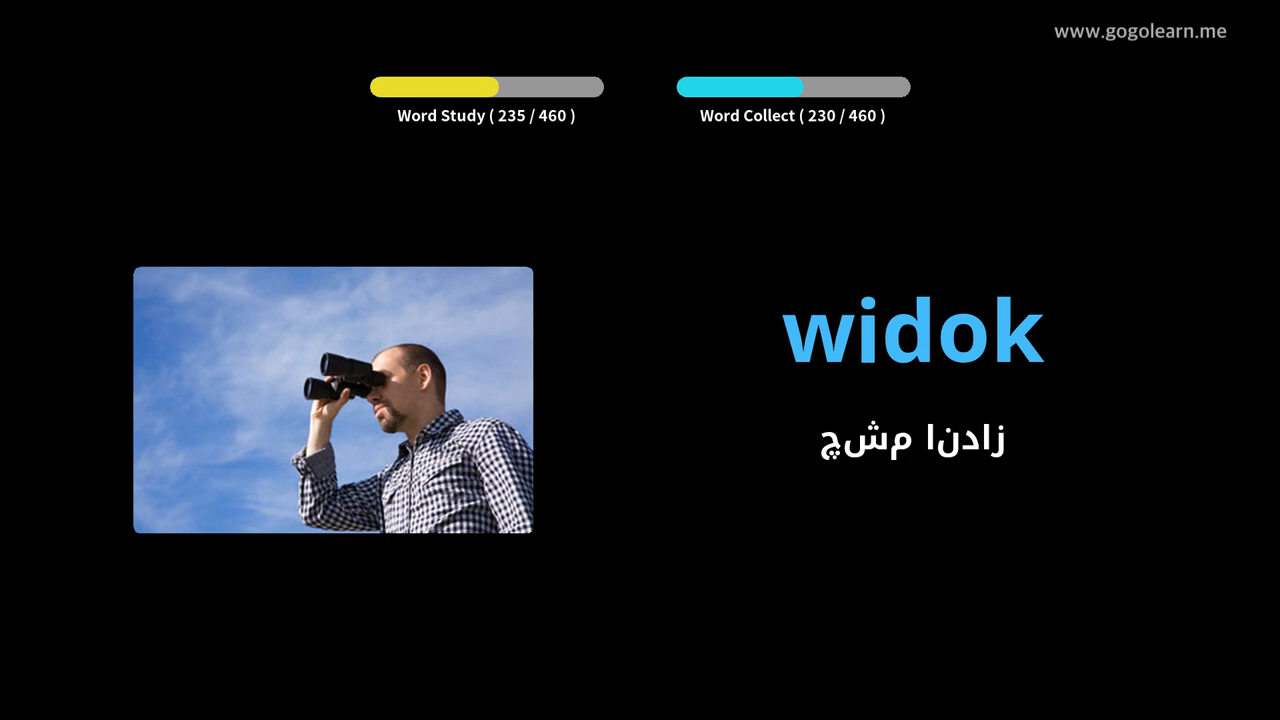 www.gogolearn.me
Word Study ( 235 / 460 )
Word Collect ( 230 / 460 )
widok
چشم انداز